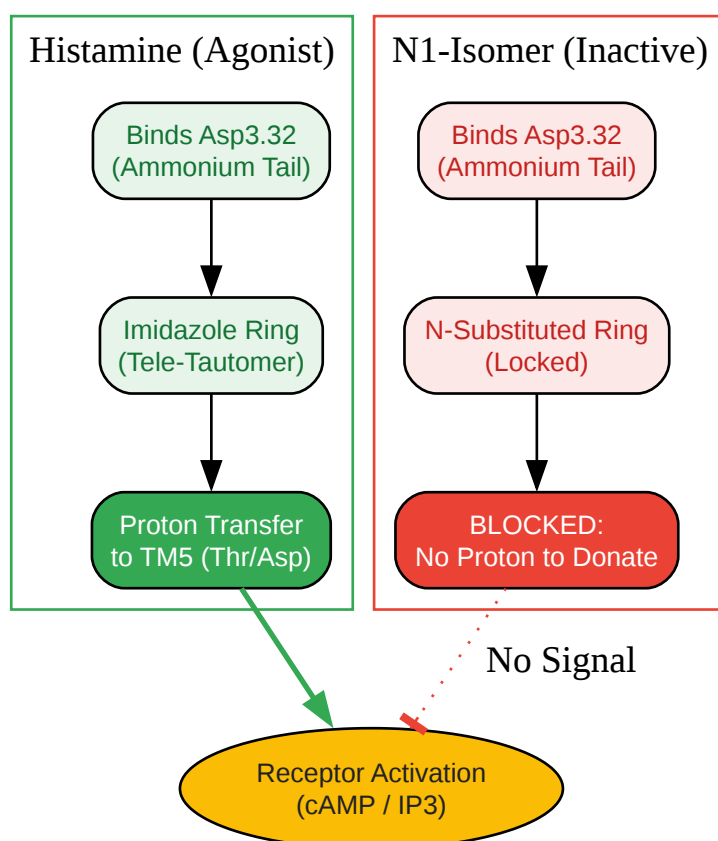 Histamine (Agonist)
Binds Asp3.32
(Ammonium Tail)
Imidazole Ring
(Tele-Tautomer)
Proton Transfer
to TM5 (Thr/Asp)
N1-Isomer (Inactive)
Binds Asp3.32
(Ammonium Tail)
N-Substituted Ring
(Locked)
BLOCKED:
No Proton to Donate
No Signal
Receptor Activation
(cAMP / IP3)